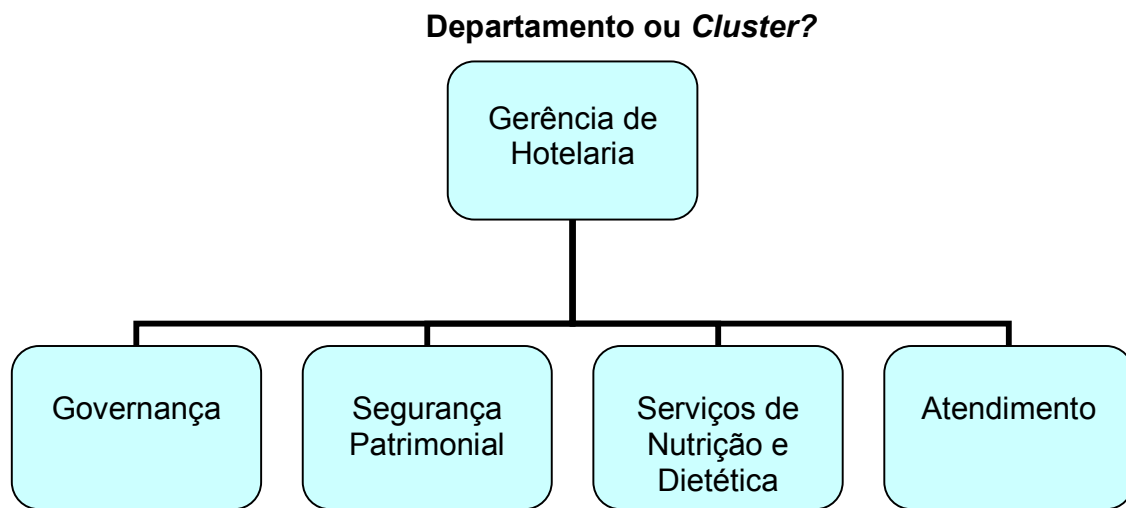 Departamento ou Cluster?
Gerência de
Hotelaria
Governança
Segurança
Patrimonial
Serviços de
Nutrição e
Dietética
Atendimento